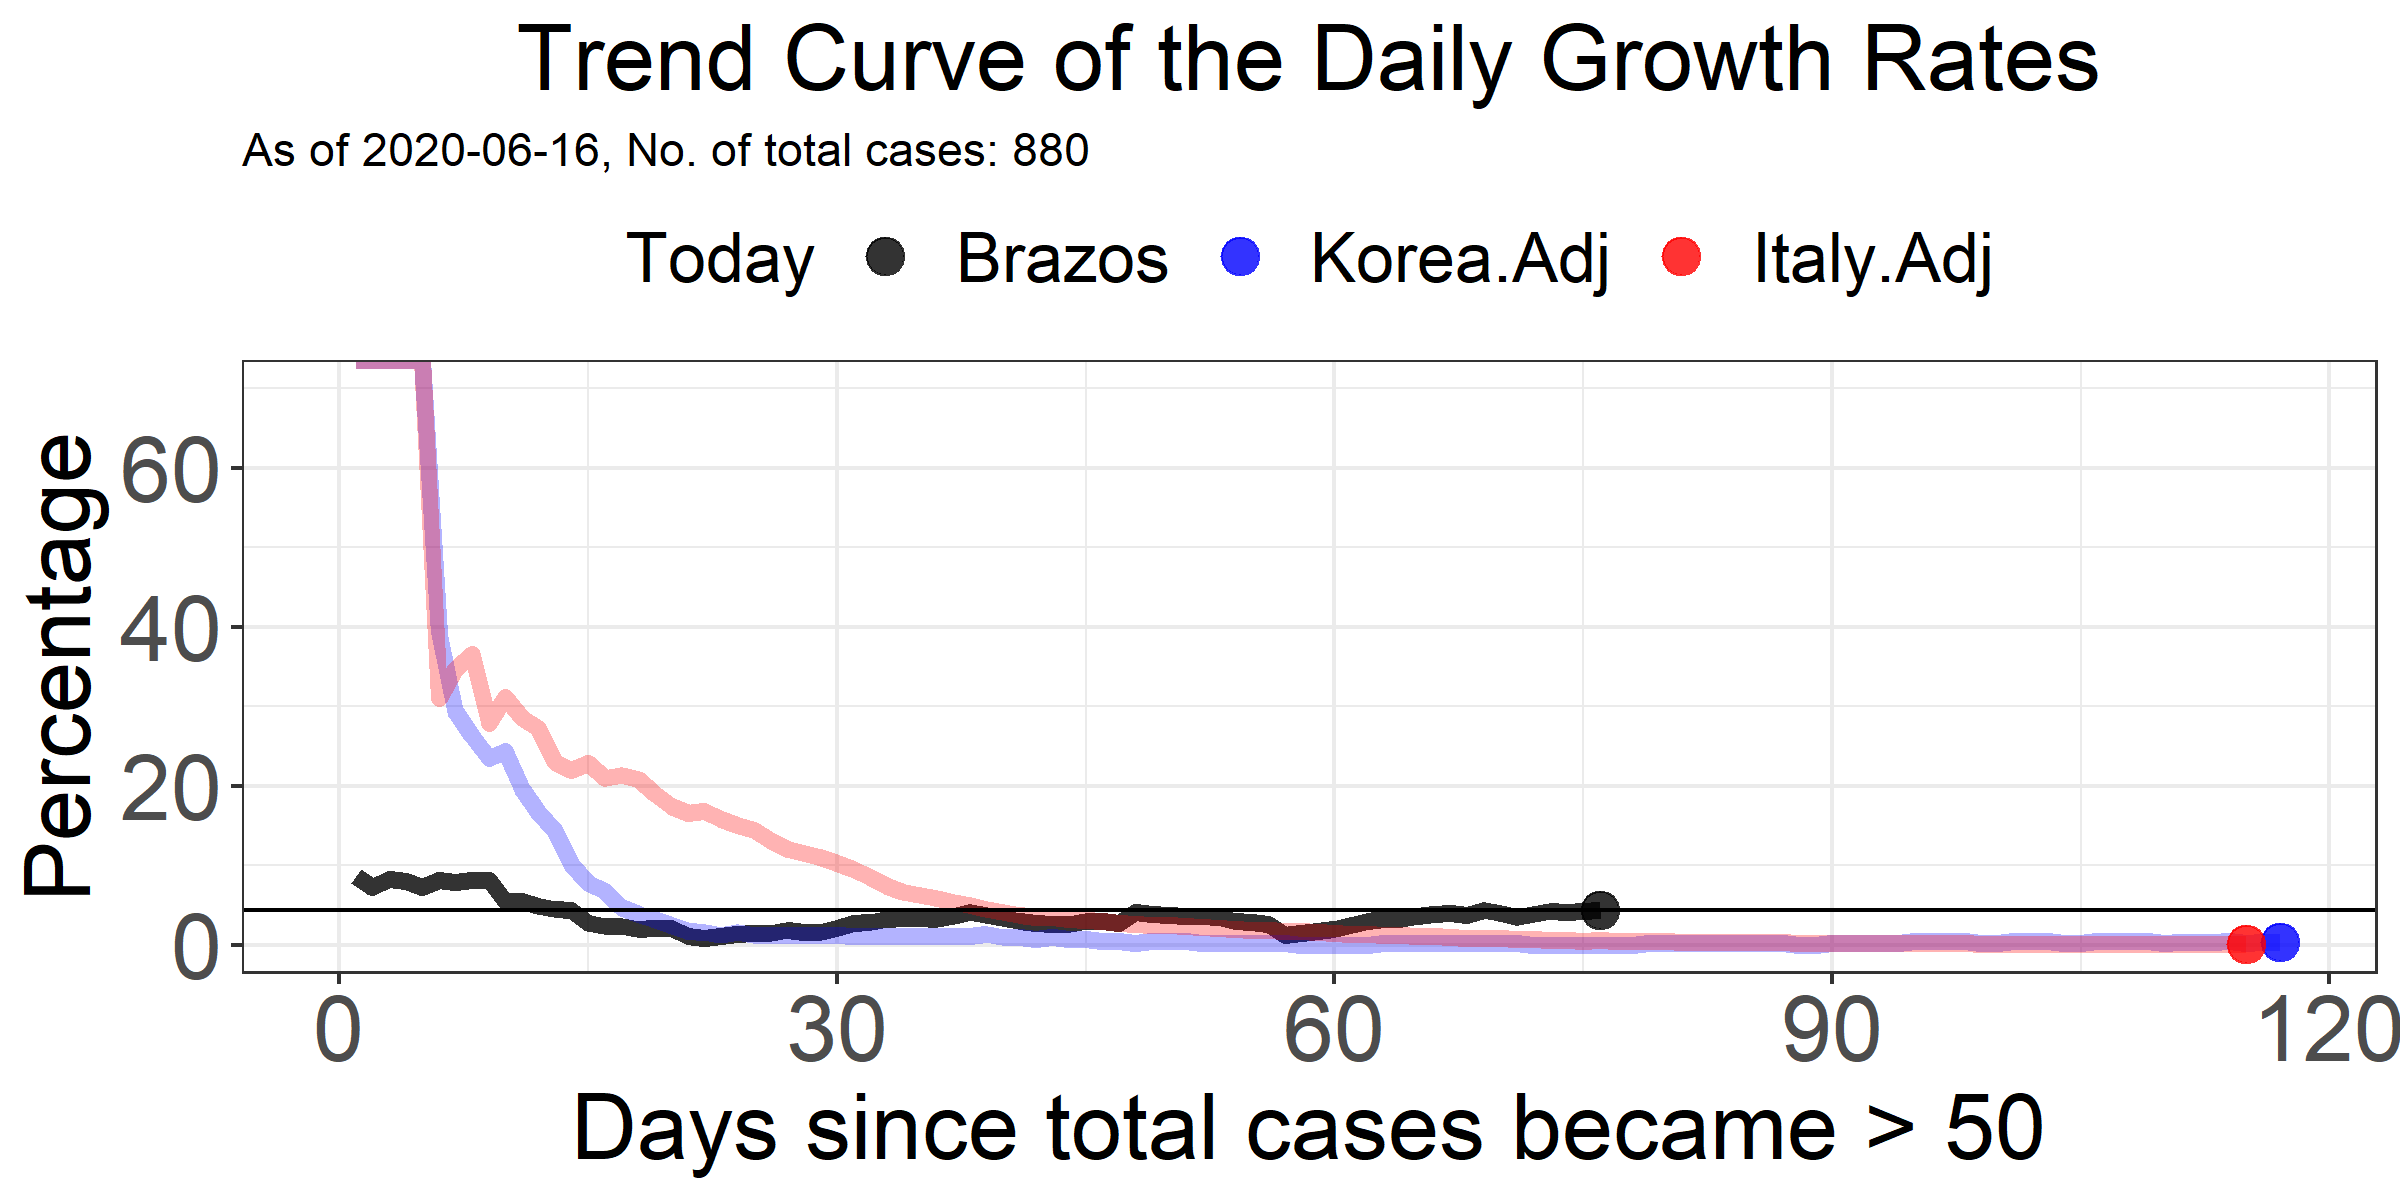 Trend Curve of the Daily Growth Rates
As of 2020-06-16, No. of total cases: 880
Today Brazos Korea.Adj Italy.Adj
Percentage
60
40
20
0
0 30 60 90 120
Days since total cases became > 50